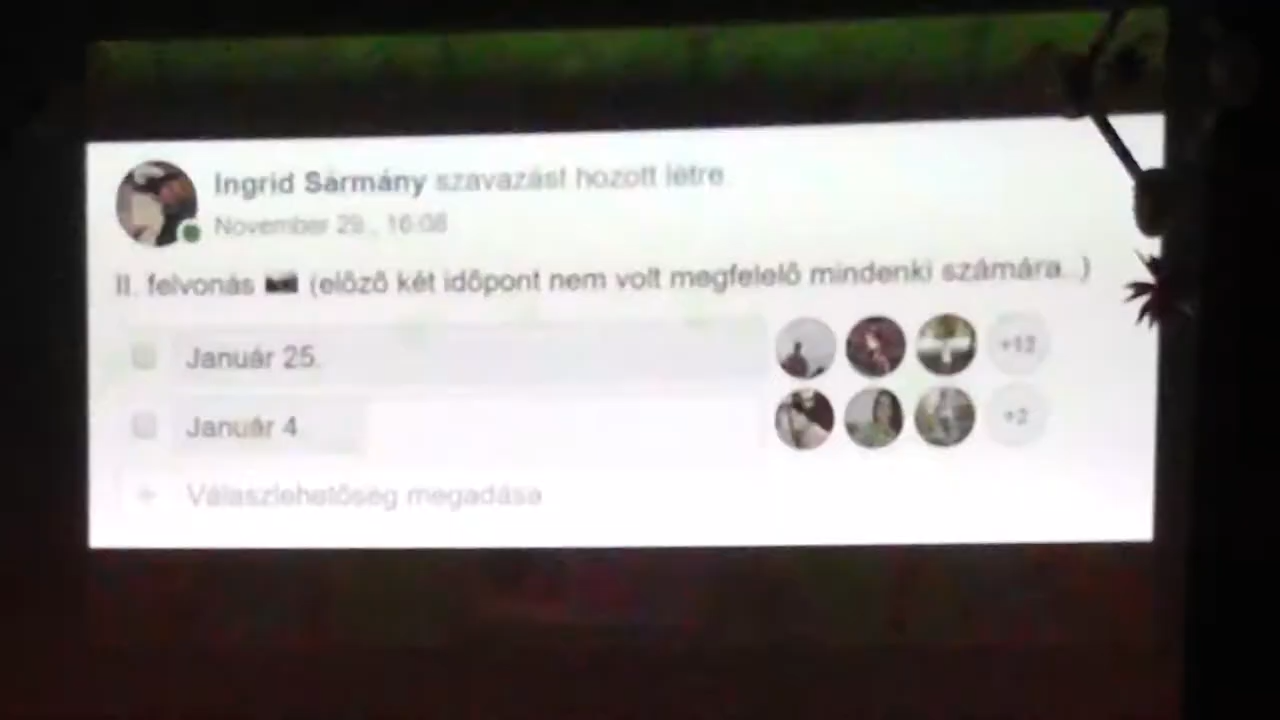 Ingrid Sármány szavazást hozott létre.
November 29., 16:08
II. felvonás (előző két időpont nem volt megfelelő mindenki számára..)
Január 25.
+12
Január 4.
+2
+ Válaszlehetőség megadása